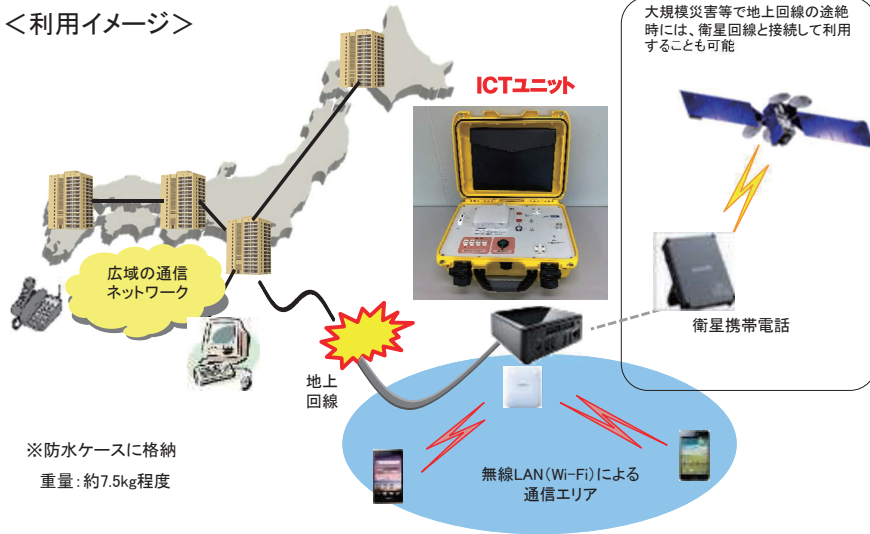 ＜利用イメージ＞
大規模災害等で地上回線の途絶
時には、衛星回線と接続して利用
することも可能
ICTユニット
広域の通信
ネットワーク
衛星携帯電話
地上
回線
※防水ケースに格納
重量：約7.5kg程度
無線LAN（Wi-Fi）による
通信エリア